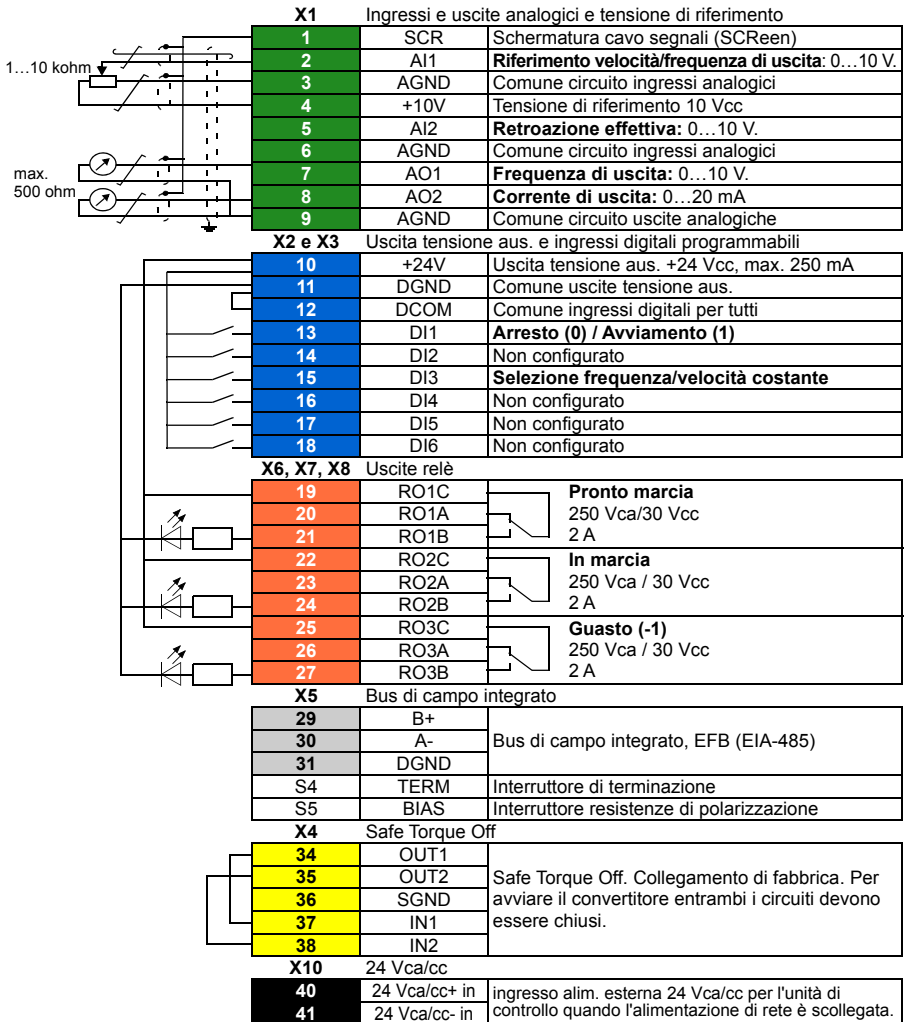 X1 Ingressi e uscite analogici e tensione di riferimento
1 SCR Schermatura cavo segnali (SCReen)
1…10 kohm 2 AI1 Riferimento velocità/frequenza di uscita: 0…10 V.
3 AGND Comune circuito ingressi analogici
4 +10V Tensione di riferimento 10 Vcc
5 AI2 Retroazione effettiva: 0…10 V.
6 AGND Comune circuito ingressi analogici
max. 7 AO1 Frequenza di uscita: 0…10 V.
500 ohm 8 AO2 Corrente di uscita: 0…20 mA
9 AGND Comune circuito uscite analogiche
X2 e X3 Uscita tensione aus. e ingressi digitali programmabili
10 +24V Uscita tensione aus. +24 Vcc, max. 250 mA
11 DGND Comune uscite tensione aus.
12 DCOM Comune ingressi digitali per tutti
13 DI1 Arresto (0) / Avviamento (1)
14 DI2 Non configurato
15 DI3 Selezione frequenza/velocità costante
16 DI4 Non configurato
17 DI5 Non configurato
18 DI6 Non configurato
X6, X7, X8 Uscite relè
19 RO1C Pronto marcia
20 RO1A 250 Vca/30 Vcc
21 RO1B 2 A
22 RO2C In marcia
23 RO2A 250 Vca / 30 Vcc
24 RO2B 2 A
25 RO3C Guasto (-1)
26 RO3A 250 Vca / 30 Vcc
27 RO3B 2 A
X5 Bus di campo integrato
29 B+
30 A- Bus di campo integrato, EFB (EIA-485)
31 DGND
S4 TERM Interruttore di terminazione
S5 BIAS Interruttore resistenze di polarizzazione
X4 Safe Torque Off
34 OUT1
35 OUT2 Safe Torque Off. Collegamento di fabbrica. Per
36 SGND avviare il convertitore entrambi i circuiti devono
37 IN1 essere chiusi.
38 IN2
X10 24 Vca/cc
40 24 Vca/cc+ in ingresso alim. esterna 24 Vca/cc per l'unità di
41 24 Vca/cc- in controllo quando l'alimentazione di rete è scollegata.